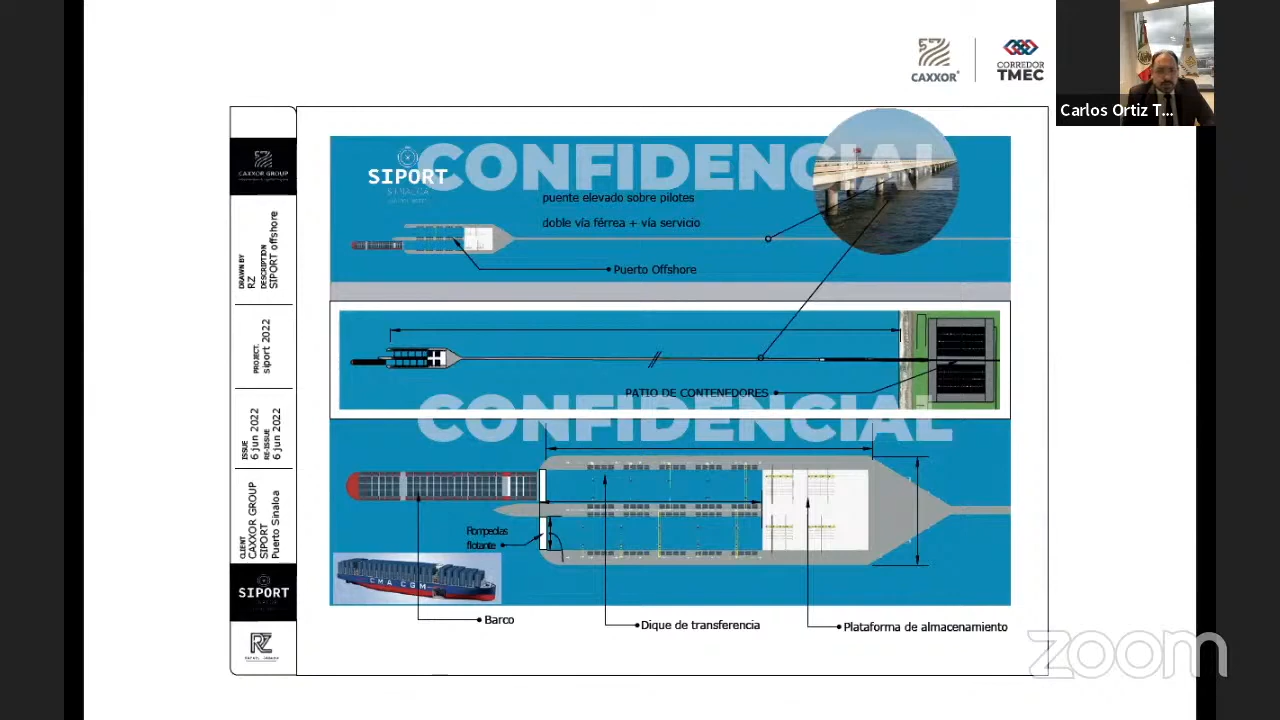 CAXXOR
CORREDOR
TMEC
Carlos Ortiz T...
CAXXOR GROUP
DRAWN BY
RZ
DESCRIPTION
SIPORT offshore
PROJECT.
siport 2022
ISSUE
6 jun 2022
RE-ISSUE
6 jun 2022
CLIENT
CAXXOR GROUP
SIPORT
Puerto Sinaloa
SIPORT
RZ
CONFIDENCIAL
SIPORT
puente elevado sobre pilotes
doble vía férrea + vía servicio
Puerto Offshore
PATIO DE CONTENEDORES
CONFIDENCIAL
Rompeolas
flotante
CMA CGM
Barco
Dique de transferencia
Plataforma de almacenamiento
zoom